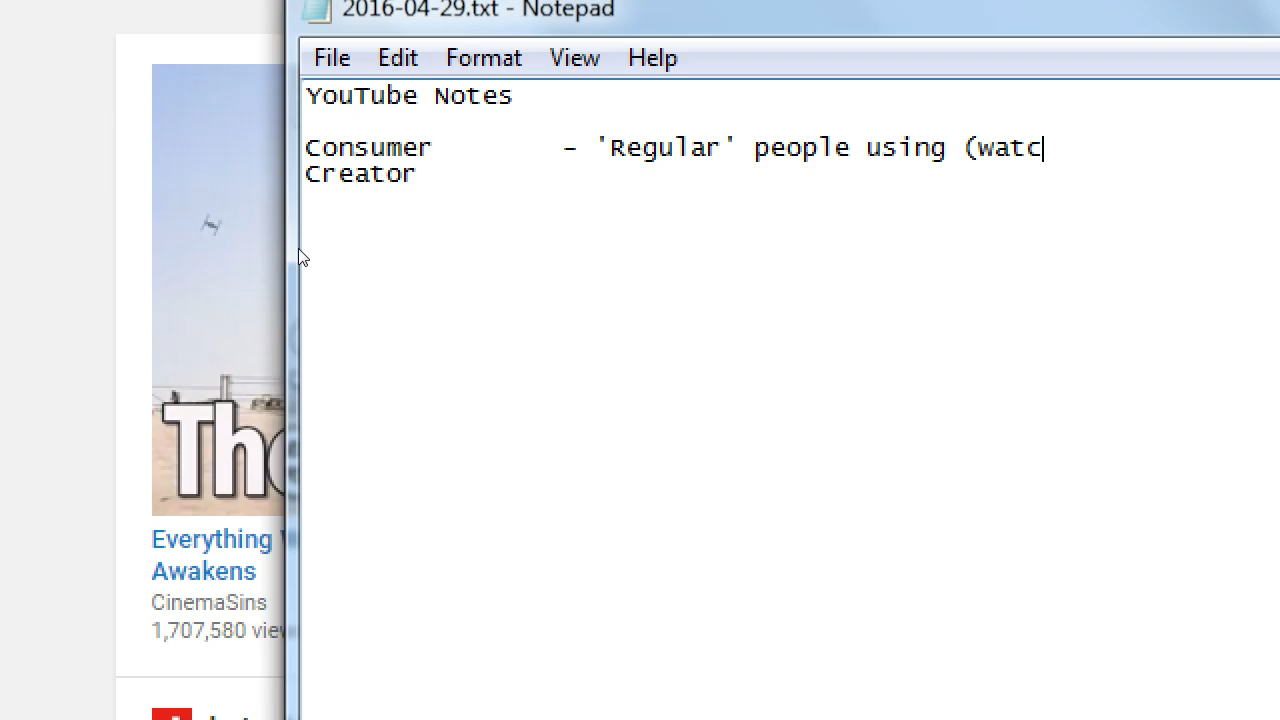 2016-04-29.txt - Notepad
File Edit Format View Help
YouTube Notes
Consumer - 'Regular' people using (watc
Creator
The
Everything
Awakens
CinemaSins
1,707,580